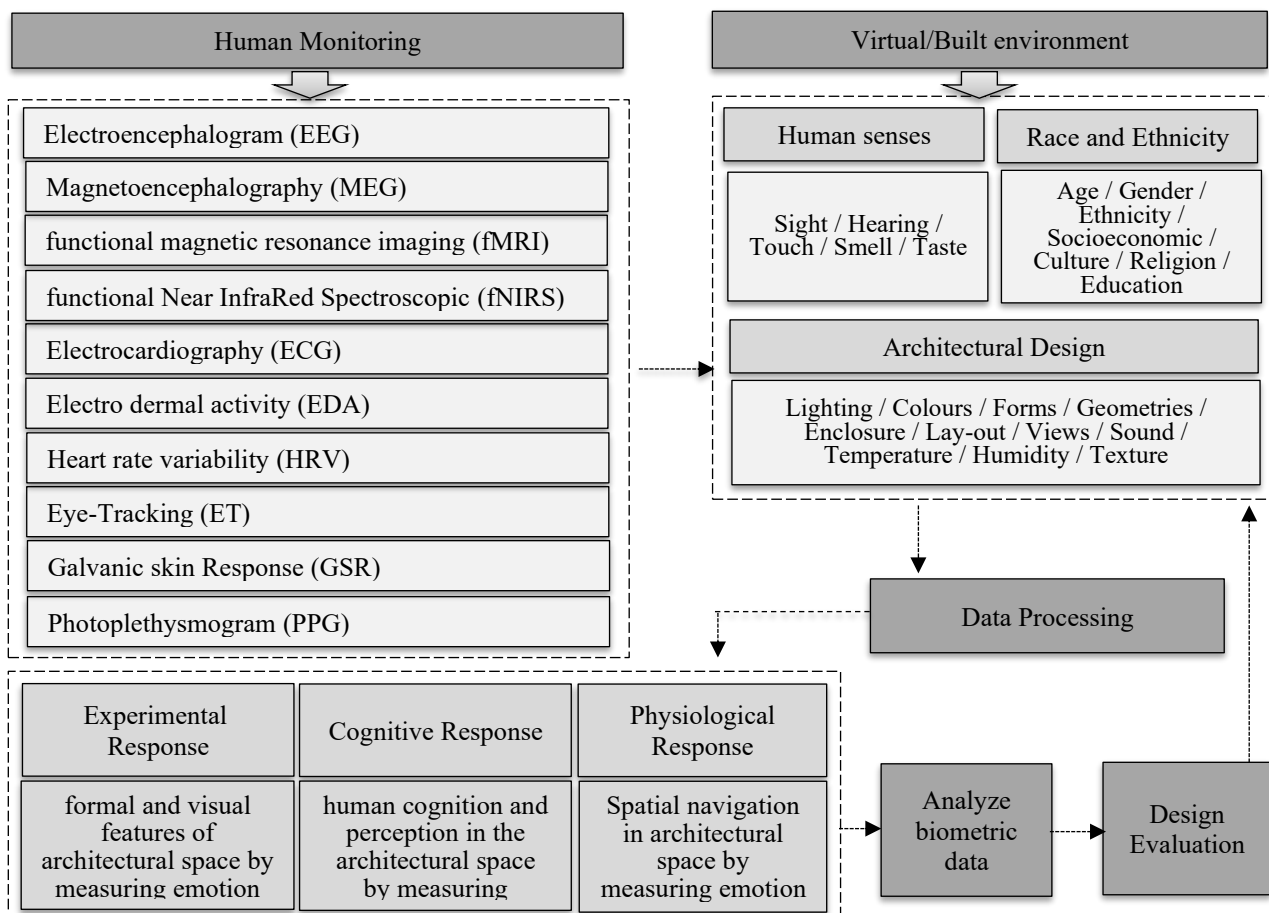 Human Monitoring
Electroencephalogram (EEG)
Magnetoencephalography (MEG)
functional magnetic resonance imaging (fMRI)
functional Near InfraRed Spectroscopic (fNIRS)
Electrocardiography (ECG)
Electro dermal activity (EDA)
Heart rate variability (HRV)
Eye-Tracking (ET)
Galvanic skin Response (GSR)
Photoplethysmogram (PPG)
Virtual/Built environment
Human senses
Sight / Hearing /
Touch / Smell / Taste
Race and Ethnicity
Age / Gender /
Ethnicity /
Socioeconomic /
Culture / Religion /
Education
Architectural Design
Lighting / Colours / Forms / Geometries /
Enclosure / Lay-out / Views / Sound /
Temperature / Humidity / Texture
Data Processing
Experimental
Response
formal and visual
features of
architectural space by
measuring emotion
Cognitive Response
human cognition and
perception in the
architectural space
by measuring
Physiological
Response
Spatial navigation
in architectural
space by
measuring emotion
Analyze
biometric
data
Design
Evaluation